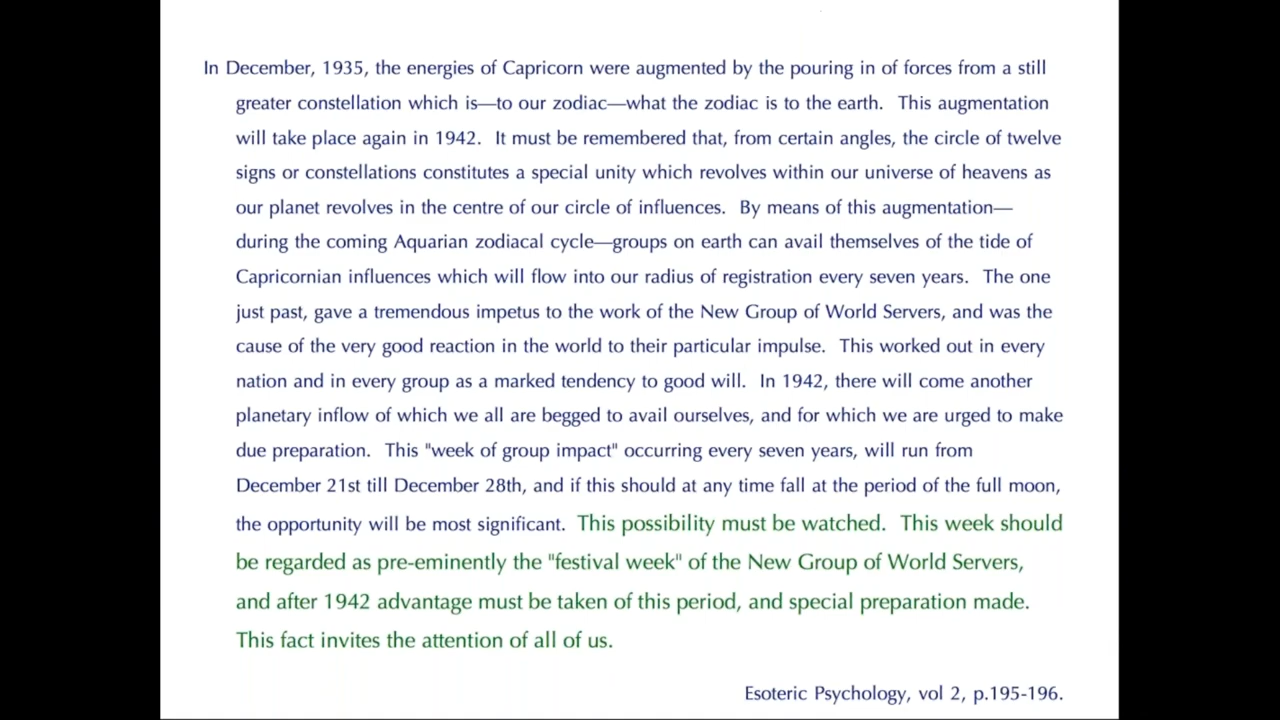 In December, 1935, the energies of Capricorn were augmented by the pouring in of forces from a still
greater constellation which is—to our zodiac—what the zodiac is to the earth.  This augmentation
will take place again in 1942.  It must be remembered that, from certain angles, the circle of twelve
signs or constellations constitutes a special unity which revolves within our universe of heavens as
our planet revolves in the centre of our circle of influences.  By means of this augmentation—
during the coming Aquarian zodiacal cycle—groups on earth can avail themselves of the tide of
Capricornian influences which will flow into our radius of registration every seven years.  The one
just past, gave a tremendous impetus to the work of the New Group of World Servers, and was the
cause of the very good reaction in the world to their particular impulse.  This worked out in every
nation and in every group as a marked tendency to good will.  In 1942, there will come another
planetary inflow of which we all are begged to avail ourselves, and for which we are urged to make
due preparation.  This "week of group impact" occurring every seven years, will run from
December 21st till December 28th, and if this should at any time fall at the period of the full moon,
the opportunity will be most significant.  This possibility must be watched.  This week should
be regarded as pre-eminently the "festival week" of the New Group of World Servers,
and after 1942 advantage must be taken of this period, and special preparation made.
This fact invites the attention of all of us.
Esoteric Psychology, vol 2, p.195-196.